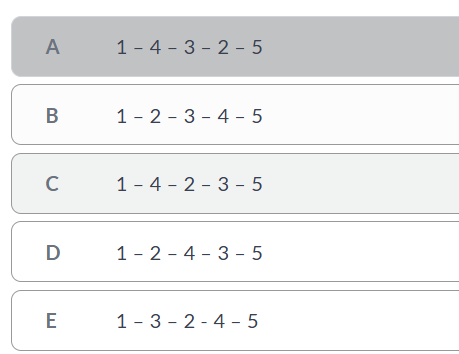 A 1 – 4 – 3 – 2 – 5
B 1 – 2 – 3 – 4 – 5
C 1 – 4 – 2 – 3 – 5
D 1 – 2 – 4 – 3 – 5
E 1 – 3 – 2 - 4 – 5